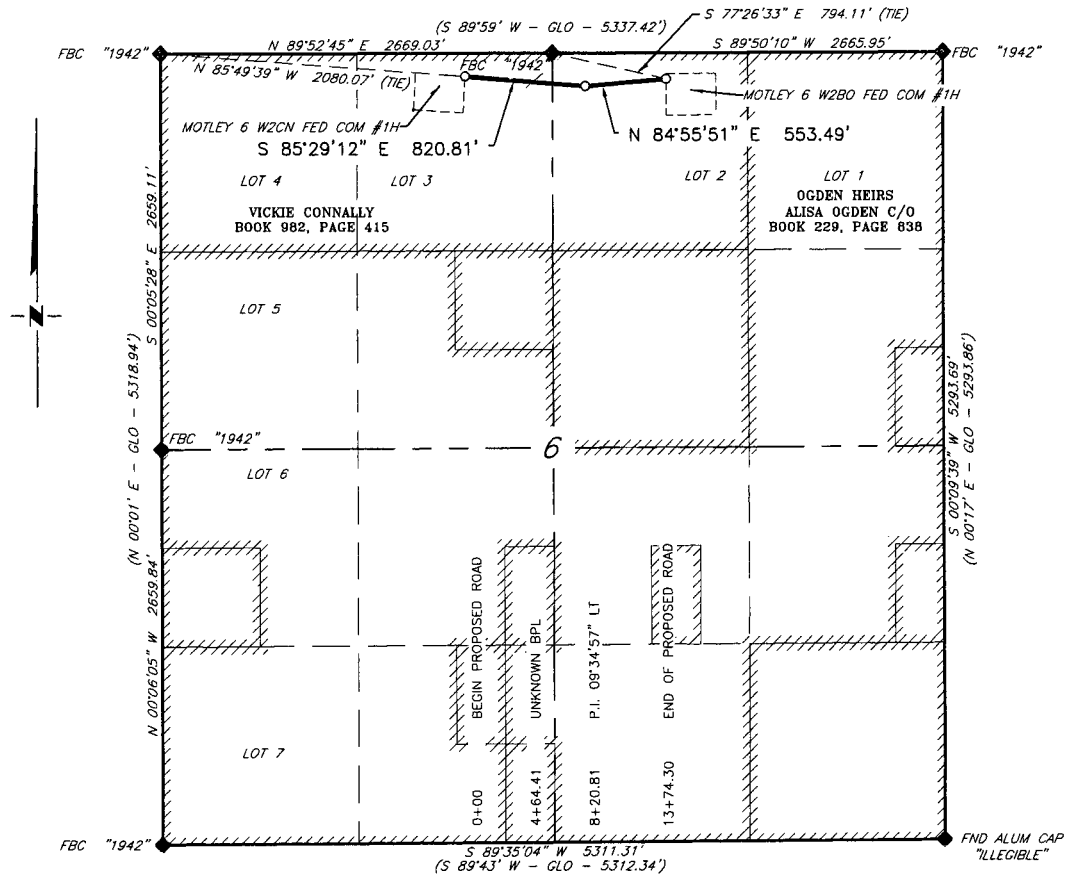 (S 89°59' W - GLO - 5337.42')
S 77°26'33" E 794.11' (TIE)
FBC "1942"
N 89°52'45" E 2669.03'
S 89°50'10" W 2665.95'
FBC "1942"
FBC "1942"
N 85°49'39" W 2080.07' (TIE)
MOTLEY 6 W2BO FED COM #1H
MOTLEY 6 W2CN FED COM #1H
S 85°29'12" E 820.81'
N 84°55'51" E 553.49'
LOT 4
LOT 3
LOT 2
LOT 1
VICKIE CONNALLY
BOOK 982, PAGE 415
OGDEN HEIRS
ALISA OGDEN C/O
BOOK 229, PAGE 838
S 00°05'28" E 2659.11'
N
LOT 5
(N 00°01' E - GLO - 5318.94')
S 00°09'39" W 5293.69'
(N 00°17' E - GLO - 5293.86')
FBC "1942"
6
LOT 6
N 00°06'05" W 2659.84'
LOT 7
0+00 BEGIN PROPOSED ROAD
4+64.41 UNKNOWN BPL
8+20.81 P.I. 09°34'57" LT
13+74.30 END OF PROPOSED ROAD
FBC "1942"
S 89°35'04" W 5311.31'
(S 89°43' W - GLO - 5312.34')
FND ALUM CAP
"ILLEGIBLE"